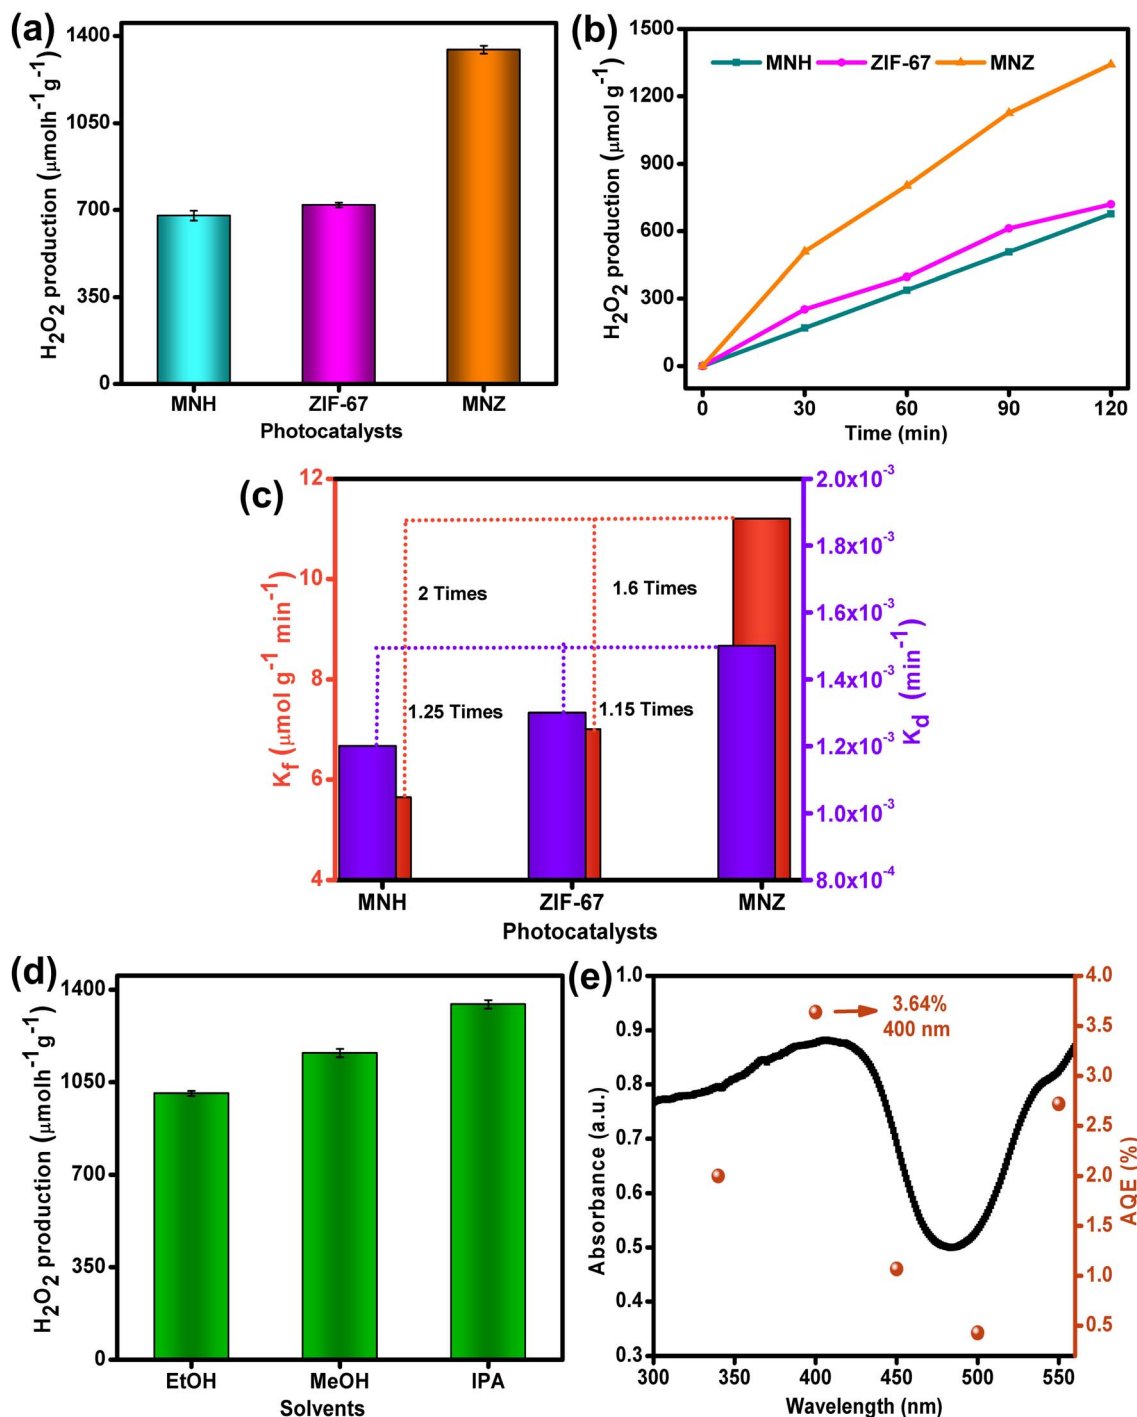 (a)
H₂O₂ production (μmolh⁻¹g⁻¹)
1400
1050
700
350
0
MNH ZIF-67 MNZ
Photocatalysts
(b)
H₂O₂ production (μmol g⁻¹)
1500
1200
900
600
300
0
MNH ZIF-67 MNZ
0 30 60 90 120
Time (min)
(c)
K_f (μmol g⁻¹ min⁻¹)
12
10
8
6
4
2 Times
1.6 Times
1.25 Times
1.15 Times
2.0x10⁻³
1.8x10⁻³
1.6x10⁻³
1.4x10⁻³
1.2x10⁻³
1.0x10⁻³
8.0x10⁻⁴
K_d (min⁻¹)
MNH ZIF-67 MNZ
Photocatalysts
(d)
H₂O₂ production (μmolh⁻¹g⁻¹)
1400
1050
700
350
0
EtOH MeOH IPA
Solvents
(e)
Absorbance (a.u.)
1.0
0.9
0.8
0.7
0.6
0.5
0.4
0.3
3.64%
400 nm
4.0
3.5
3.0
2.5
2.0
1.5
1.0
0.5
AQE (%)
300 350 400 450 500 550
Wavelength (nm)